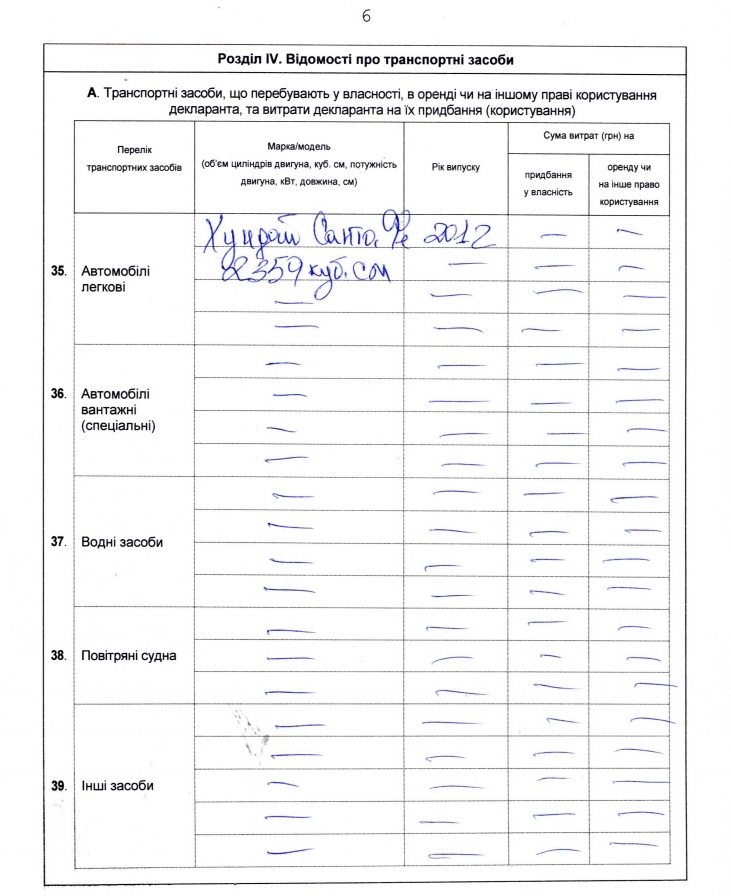 6
Розділ IV. Відомості про транспортні засоби
А. Транспортні засоби, що перебувають у власності, в оренді чи на іншому праві користування
декларанта, та витрати декларанта на їх придбання (користування)
Перелік
транспортних засобів
Марка/модель
(об'єм циліндрів двигуна, куб. см, потужність
двигуна, кВт, довжина, см)
Рік випуску
Сума витрат (грн) на
придбання
у власність
оренду чи
на інше право
користування
35. Автомобілі
легкові
Хундай Санта Фе 2012
2359 куб. см
36. Автомобілі
вантажні
(спеціальні)
37. Водні засоби
38. Повітряні судна
39. Інші засоби